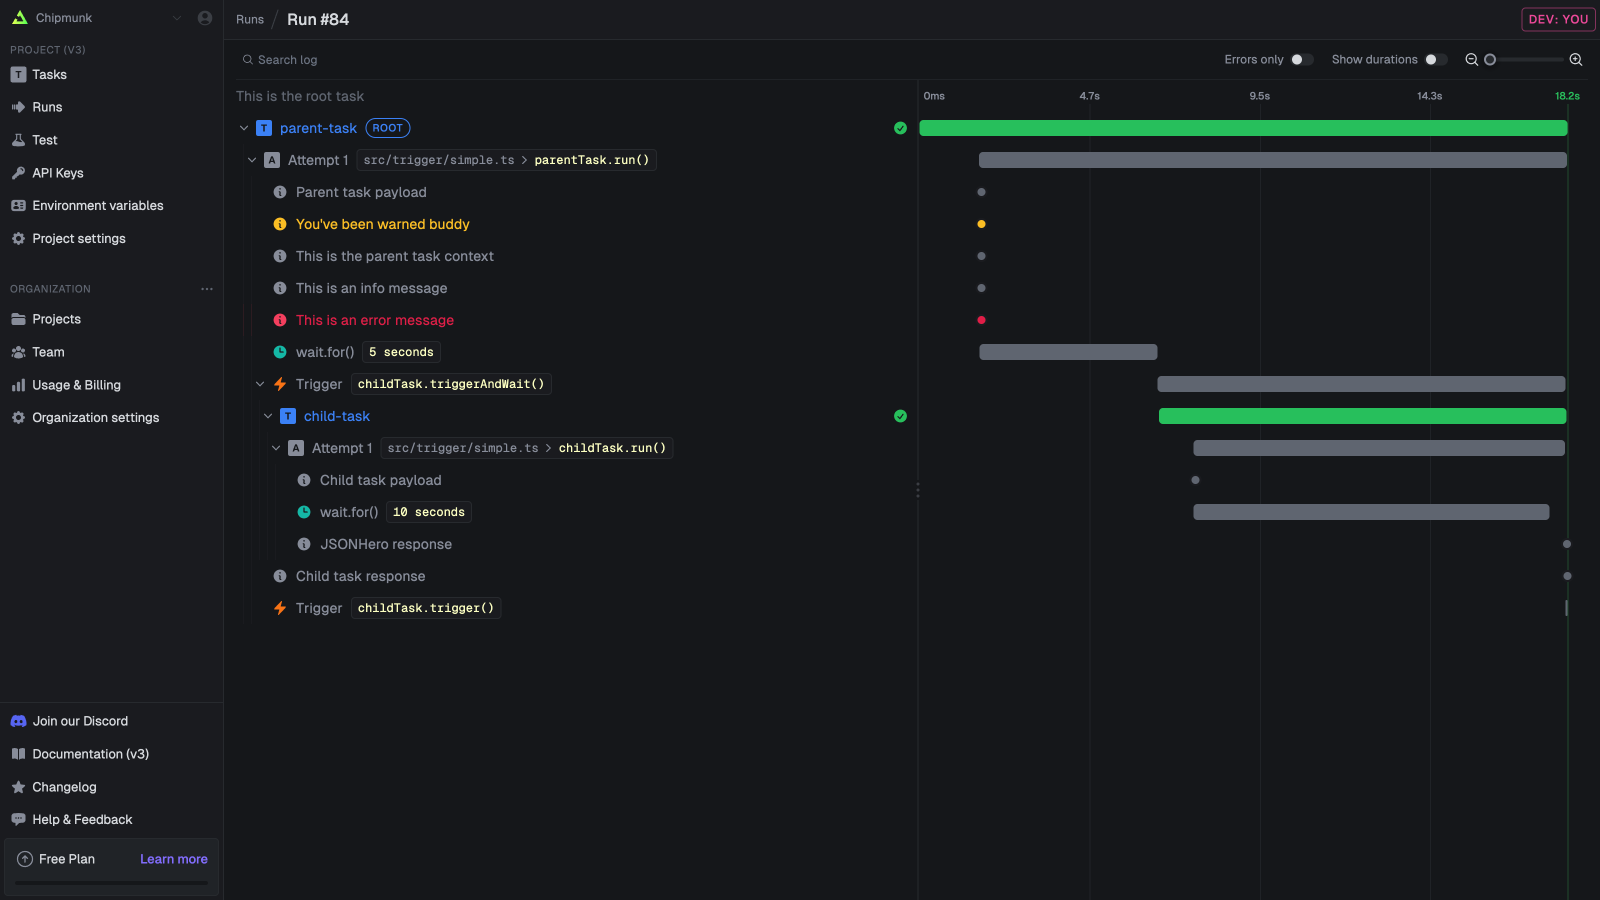 Chipmunk
Runs / Run #84
DEV: YOU
PROJECT (V3)
Tasks
Runs
Test
API Keys
Environment variables
Project settings
ORGANIZATION
Projects
Team
Usage & Billing
Organization settings
Join our Discord
Documentation (v3)
Changelog
Help & Feedback
Free Plan Learn more
Search log
Errors only Show durations
This is the root task
0ms 4.7s 9.5s 14.3s 18.2s
T parent-task ROOT
A Attempt 1 src/trigger/simple.ts > parentTask.run()
Parent task payload
You've been warned buddy
This is the parent task context
This is an info message
This is an error message
wait.for() 5 seconds
Trigger childTask.triggerAndWait()
T child-task
A Attempt 1 src/trigger/simple.ts > childTask.run()
Child task payload
wait.for() 10 seconds
JSONHero response
Child task response
Trigger childTask.trigger()